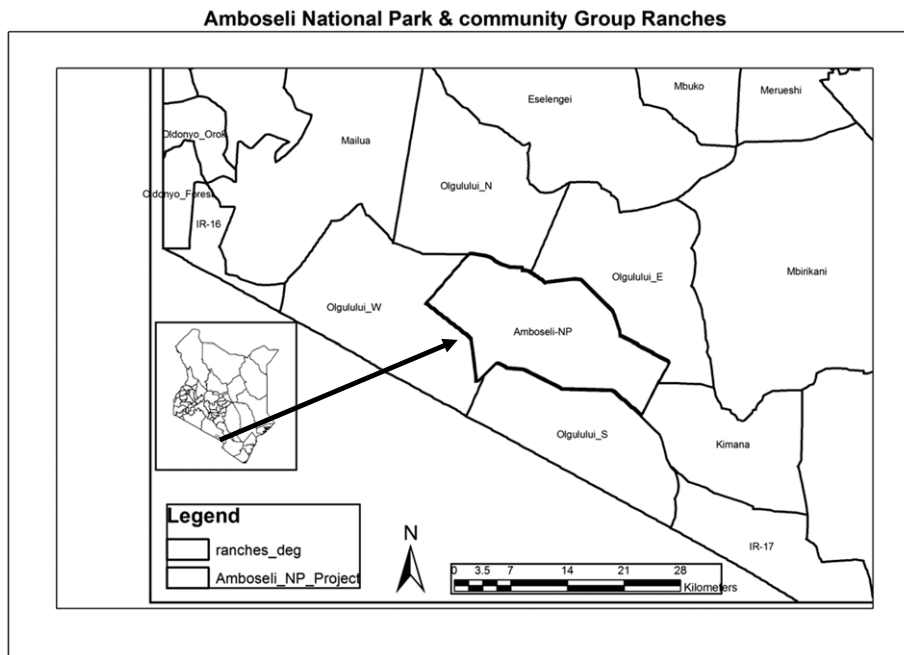 Amboseli National Park & community Group Ranches
Mbuko
Merueshi
Eselengei
Oldonyo_Orok
Mailua
Olgulului_N
Oldonyo_Forest
IR-16
Mbirikani
Olgulului_E
Olgulului_W
Amboseli-NP
Olgulului_S
Kimana
IR-17
Legend
ranches_deg
Amboseli_NP_Project
N
0 3.5 7 14 21 28
Kilometers